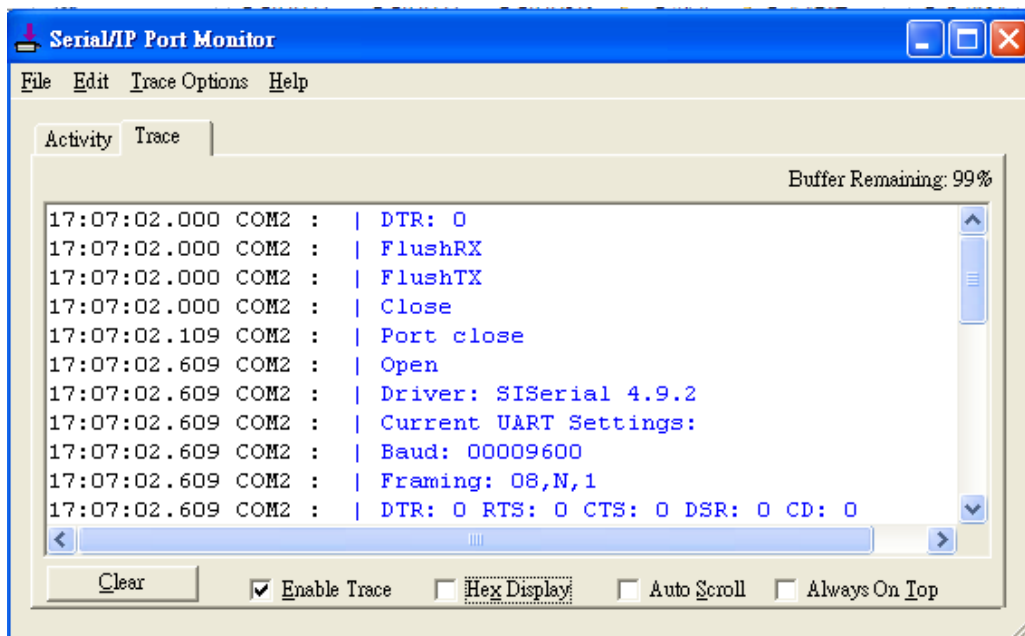 Serial/IP Port Monitor
File Edit Trace Options Help
Activity Trace
Buffer Remaining: 99%
17:07:02.000 COM2 : | DTR: 0
17:07:02.000 COM2 : | FlushRX
17:07:02.000 COM2 : | FlushTX
17:07:02.000 COM2 : | Close
17:07:02.109 COM2 : | Port close
17:07:02.609 COM2 : | Open
17:07:02.609 COM2 : | Driver: SISerial 4.9.2
17:07:02.609 COM2 : | Current UART Settings:
17:07:02.609 COM2 : | Baud: 00009600
17:07:02.609 COM2 : | Framing: 08,N,1
17:07:02.609 COM2 : | DTR: 0 RTS: 0 CTS: 0 DSR: 0 CD: 0
Clear Enable Trace Hex Display Auto Scroll Always On Top